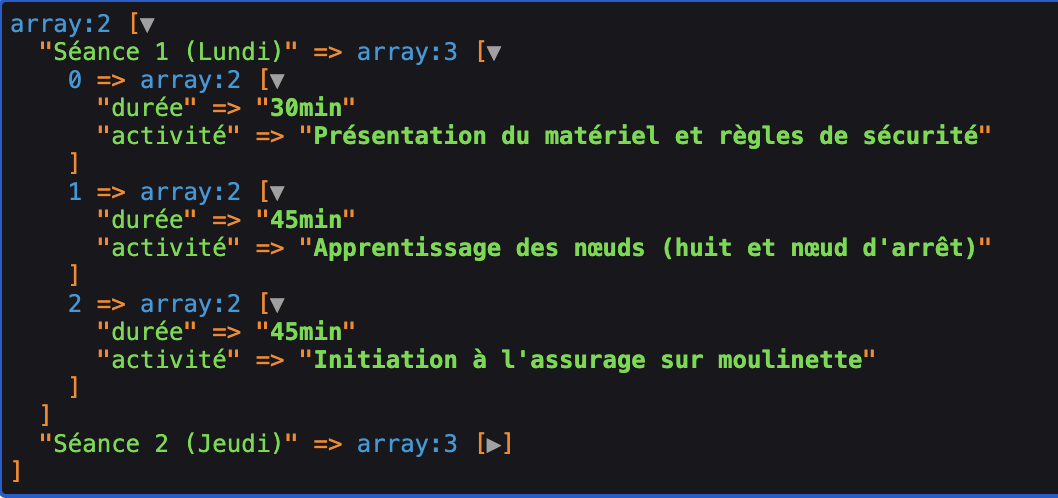 array:2 [▼
  "Séance 1 (Lundi)" => array:3 [▼
    0 => array:2 [▼
      "durée" => "30min"
      "activité" => "Présentation du matériel et règles de sécurité"
    ]
    1 => array:2 [▼
      "durée" => "45min"
      "activité" => "Apprentissage des nœuds (huit et nœud d'arrêt)"
    ]
    2 => array:2 [▼
      "durée" => "45min"
      "activité" => "Initiation à l'assurage sur moulinette"
    ]
  ]
  "Séance 2 (Jeudi)" => array:3 [▶]
]